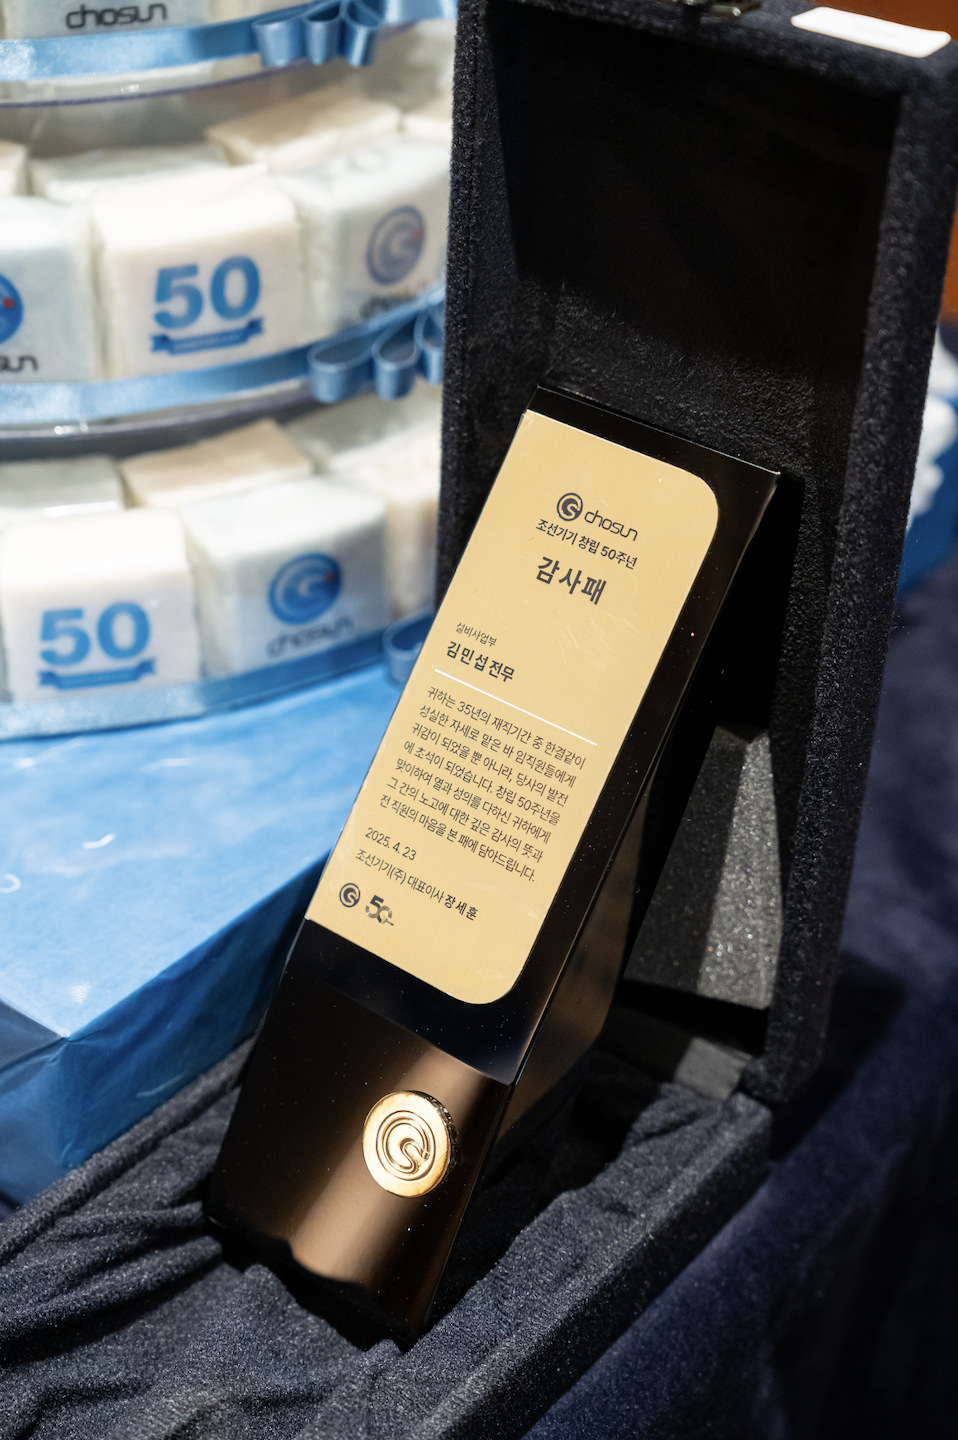 chosun
50
chosun
50
chosun
chosun
조선기기 창립 50주년
감사패
설비사업부
김민섭 전무
귀하는 35년의 재직기간 중 한결같이
성실한 자세로 맡은 바 임직원들에게
귀감이 되었을 뿐 아니라, 당사의 발전
에 초석이 되었습니다. 창립 50주년을
맞이하여 열과 성의를 다하신 귀하에게
그 간의 노고에 대한 깊은 감사의 뜻과
전 직원의 마음을 본 패에 담아드립니다.
2025. 4. 23
조선기기(주) 대표이사 장세훈
50